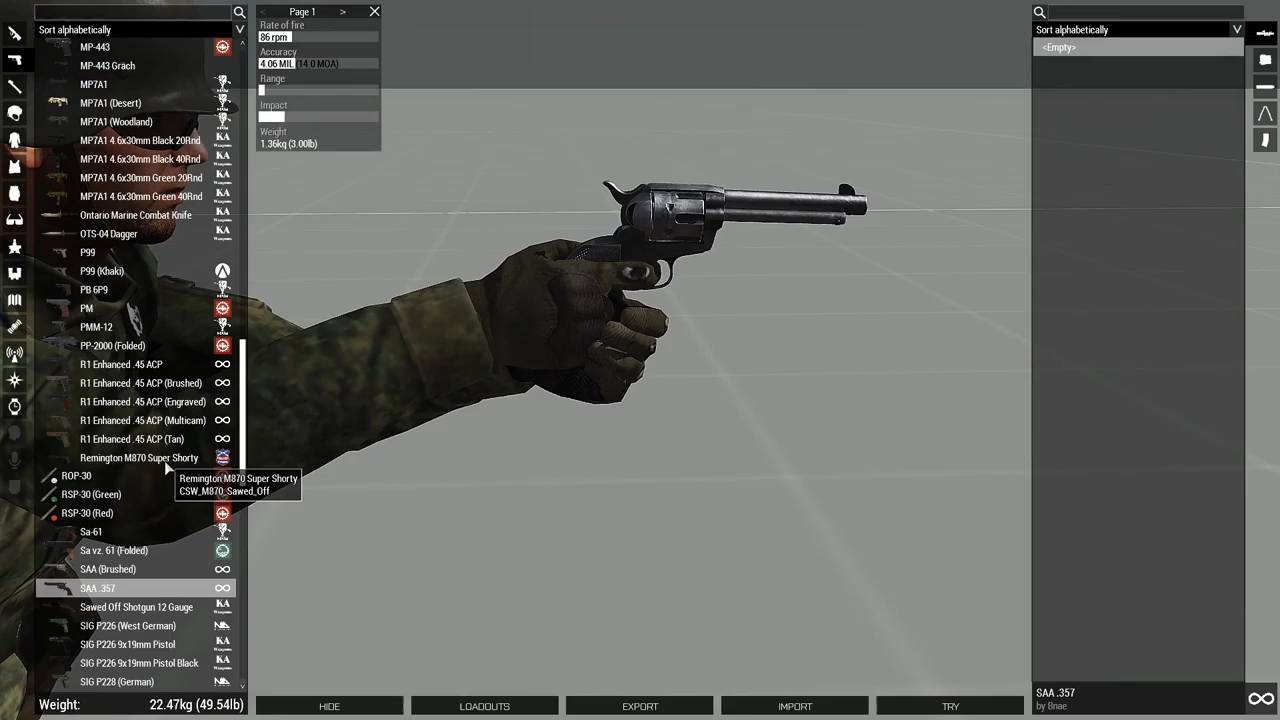 Sort alphabetically
MP-443
MP-443 Grach
MP7A1
MP7A1 (Desert)
MP7A1 (Woodland)
MP7A1 4.6x30mm Black 20Rnd
MP7A1 4.6x30mm Black 40Rnd
MP7A1 4.6x30mm Green 20Rnd
MP7A1 4.6x30mm Green 40Rnd
Ontario Marine Combat Knife
OTS-04 Dagger
P99
P99 (Khaki)
PB 6P9
PM
PMM-12
PP-2000 (Folded)
R1 Enhanced .45 ACP
R1 Enhanced .45 ACP (Brushed)
R1 Enhanced .45 ACP (Engraved)
R1 Enhanced .45 ACP (Multicam)
R1 Enhanced .45 ACP (Tan)
Remington M870 Super Shorty
ROP-30
RSP-30 (Green)
RSP-30 (Red)
Sa-61
Sa vz. 61 (Folded)
SAA (Brushed)
SAA .357
Sawed Off Shotgun 12 Gauge
SIG P226 (West German)
SIG P226 9x19mm Pistol
SIG P226 9x19mm Pistol Black
SIG P228 (German)
Weight: 22.47kg (49.54lb)
Remington M870 Super Shorty
CSW_M870_Sawed_Off
< Page 1 >
Rate of fire
86 rpm
Accuracy
4.06 MIL (14.0 MOA)
Range
Impact
Weight
1.36kq (3.00lb)
HIDE
LOADOUTS
EXPORT
IMPORT
TRY
Sort alphabetically
<Empty>
SAA .357
by Bnae